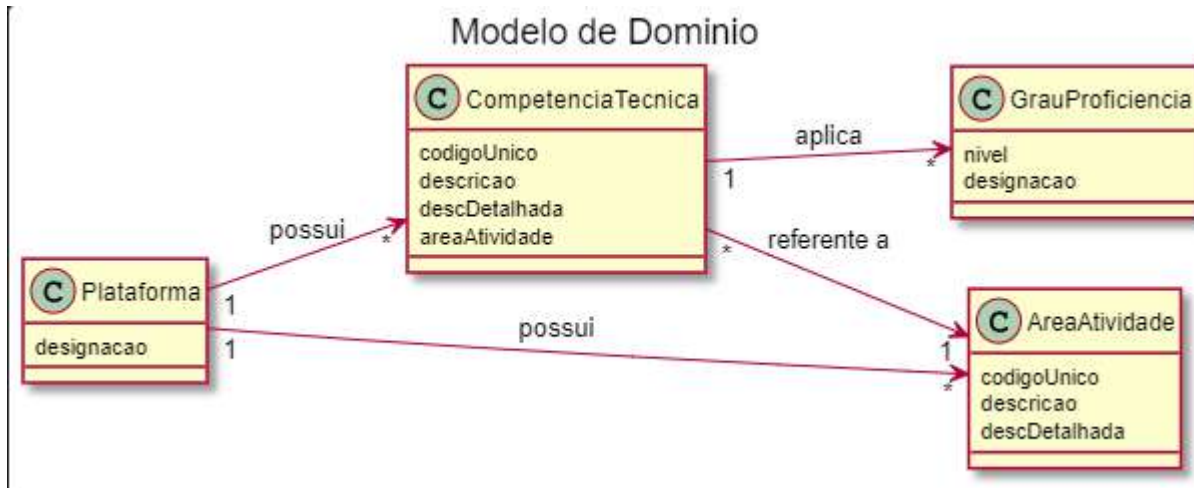 Modelo de Dominio
C CompetenciaTecnica
codigoUnico
descricao
descDetalhada
areaAtividade
C GrauProficiencia
nivel
designacao
aplica
1
*
possui
*
1
referente a
*
1
C Plataforma
designacao
possui
1
*
C AreaAtividade
codigoUnico
descricao
descDetalhada